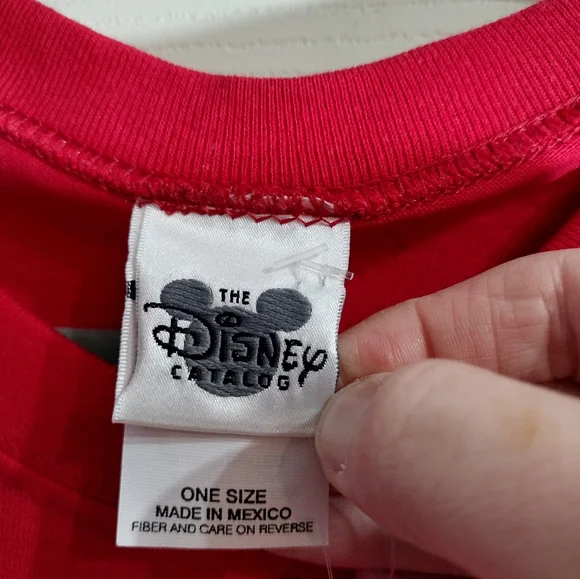 THE
DISNEY
CATALOG
ONE SIZE
MADE IN MEXICO
FIBER AND CARE ON REVERSE